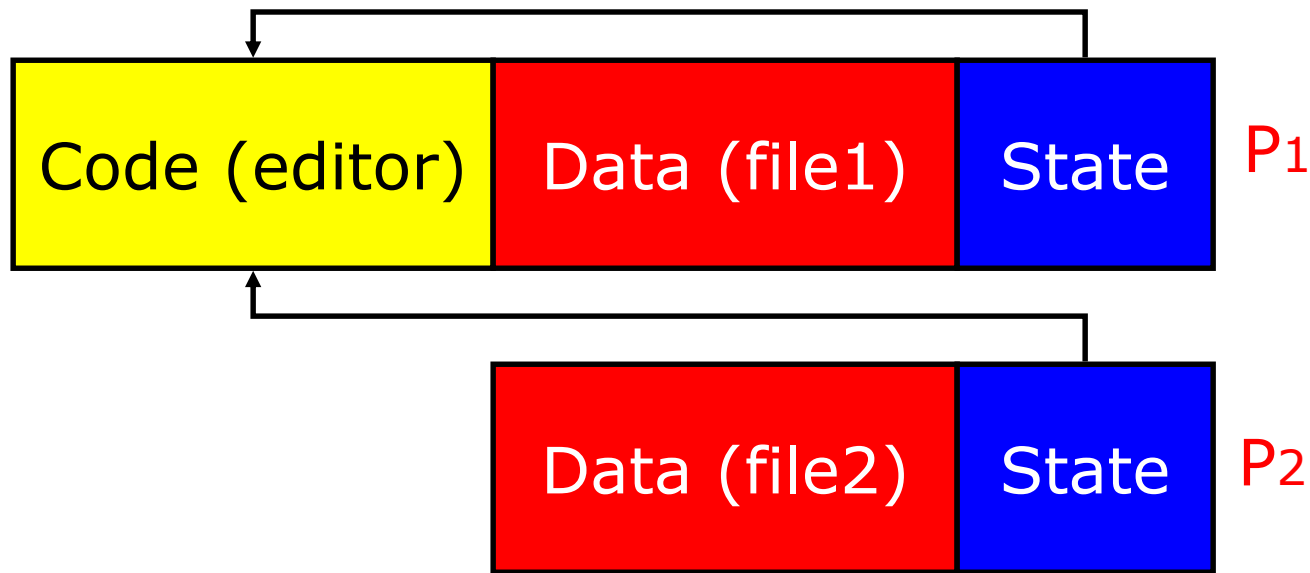 Code (editor) Data (file1) State P1
Data (file2) State P2